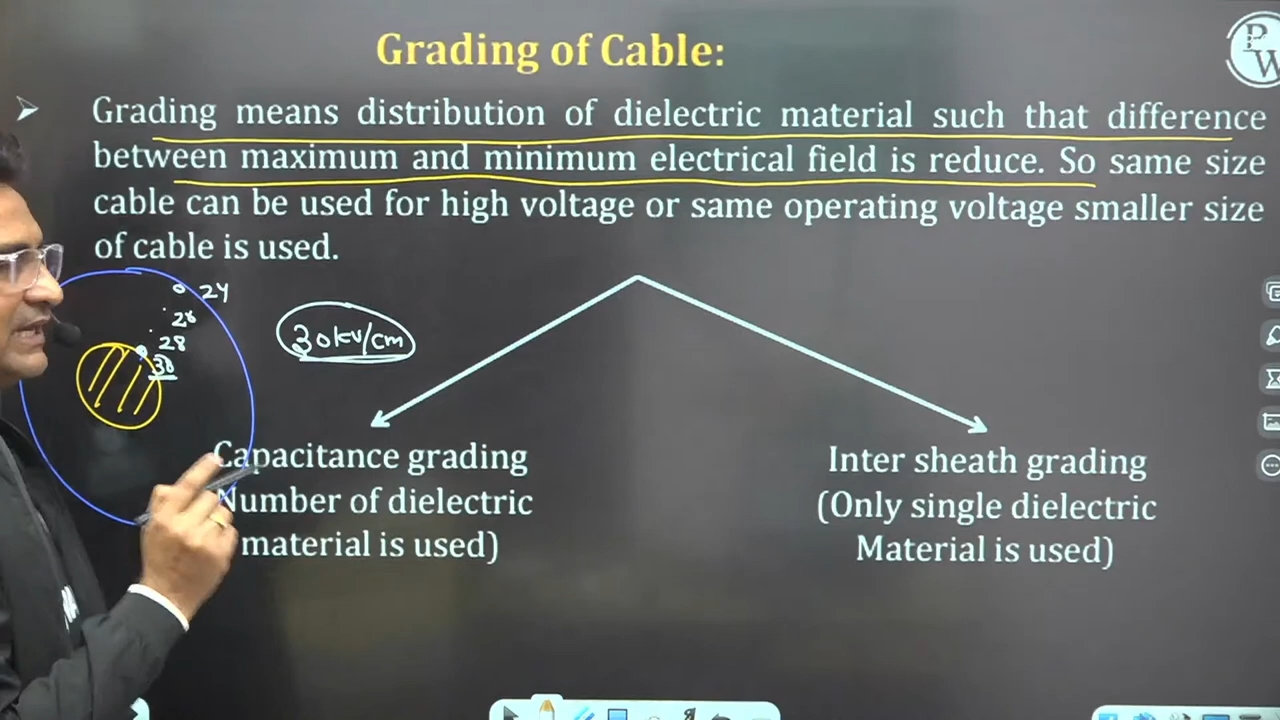 Grading of Cable:
P
W
Grading means distribution of dielectric material such that difference
between maximum and minimum electrical field is reduce. So same size
cable can be used for high voltage or same operating voltage smaller size
of cable is used.
24
26
28
30
30kv/cm
Capacitance grading
Number of dielectric
material is used)
Inter sheath grading
(Only single dielectric
Material is used)